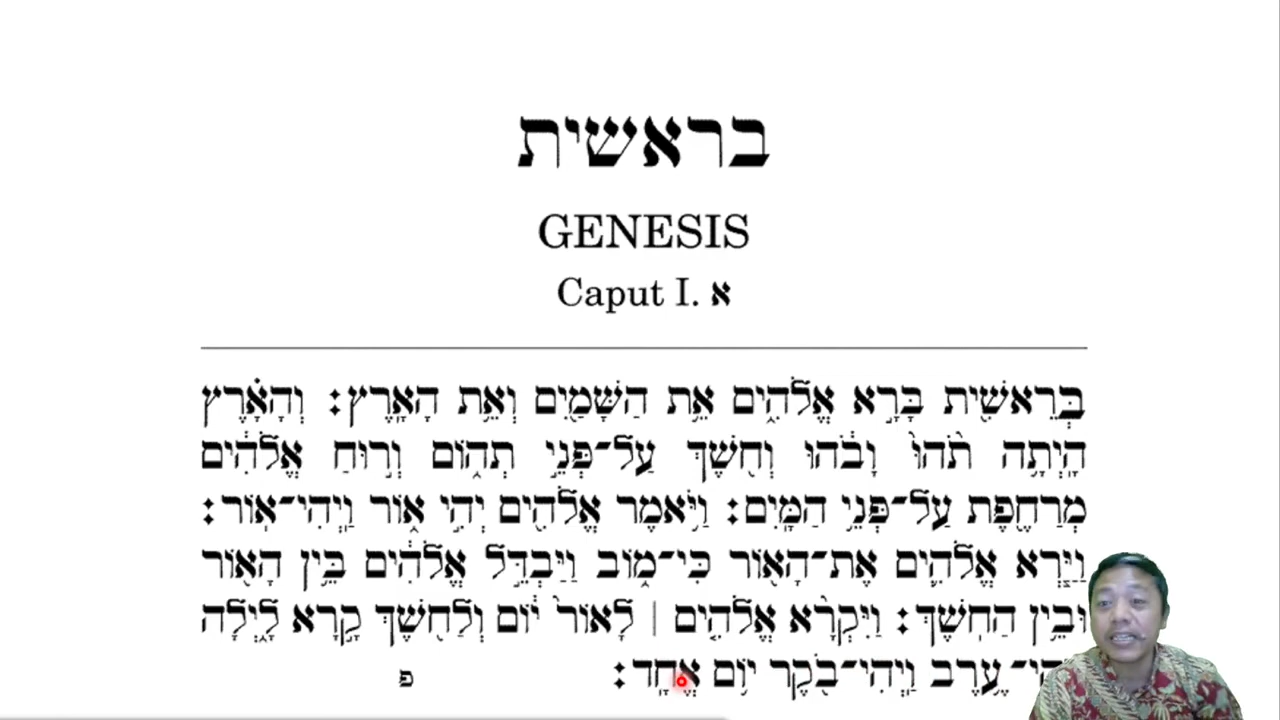 בראשית
GENESIS
Caput I. א
בְּרֵאשִׁ֖ית בָּרָ֣א אֱלֹהִ֑ים אֵ֥ת הַשָּׁמַ֖יִם וְאֵ֥ת הָאָֽרֶץ׃ וְהָאָ֗רֶץ
הָיְתָ֥ה תֹ֙הוּ֙ וָבֹ֔הוּ וְחֹ֖שֶׁךְ עַל־פְּנֵ֣י תְה֑וֹם וְר֣וּחַ אֱלֹהִ֔ים
מְרַחֶ֖פֶת עַל־פְּנֵ֥י הַמָּֽיִם׃ וַיֹּ֥אמֶר אֱלֹהִ֖ים יְהִ֣י א֑וֹר וַֽיְהִי־אֽוֹר׃
וַיַּ֧רְא אֱלֹהִ֛ים אֶת־הָא֖וֹר כִּי־ט֑וֹב וַיַּבְדֵּ֣ל אֱלֹהִ֔ים בֵּ֥ין הָא֖וֹר
וּבֵ֥ין הַחֹֽשֶׁךְ׃ וַיִּקְרָ֨א אֱלֹהִ֤ים ׀ לָאוֹר֙ י֔וֹם וְלַחֹ֖שֶׁךְ קָ֣רָא לָ֑יְלָה
עֶ֥רֶב וַֽיְהִי־בֹ֖קֶר י֥וֹם אֶחָֽד׃ פ